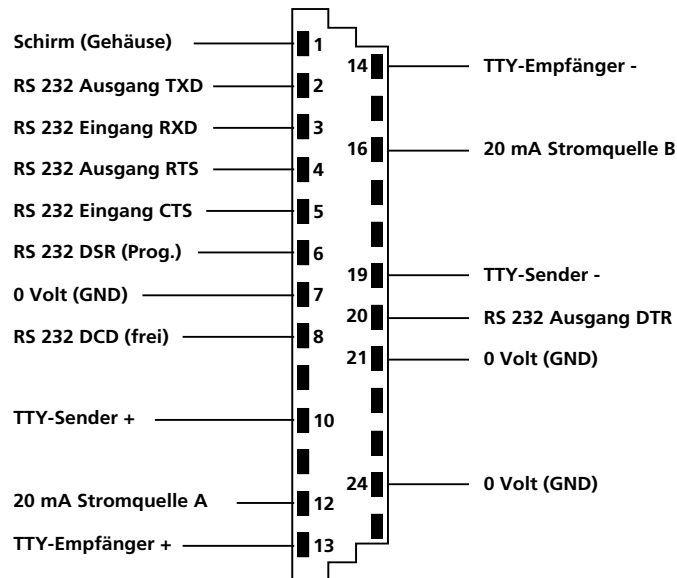 Schirm (Gehäuse) 1
RS 232 Ausgang TXD 2
RS 232 Eingang RXD 3
RS 232 Ausgang RTS 4
RS 232 Eingang CTS 5
RS 232 DSR (Prog.) 6
0 Volt (GND) 7
RS 232 DCD (frei) 8
TTY-Sender + 10
20 mA Stromquelle A 12
TTY-Empfänger + 13
14 TTY-Empfänger -
16 20 mA Stromquelle B
19 TTY-Sender -
20 RS 232 Ausgang DTR
21 0 Volt (GND)
24 0 Volt (GND)